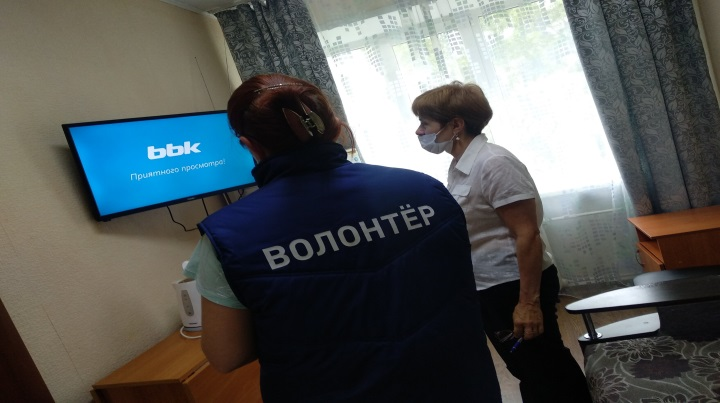 bbk
Приятного просмотра!
ВОЛОНТЁР